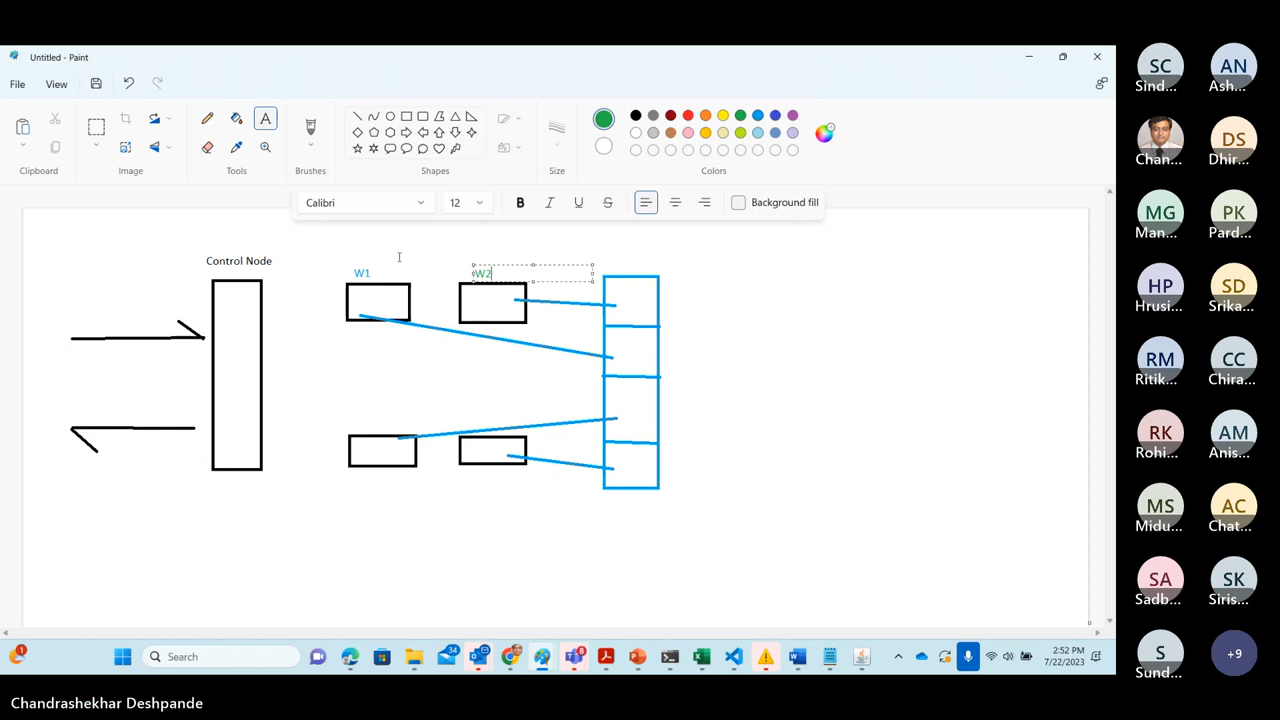 Untitled - Paint
File
View
Clipboard
Image
Tools
Brushes
Shapes
Size
Colors
Calibri
12
B
I
U
S
Background fill
Control Node
W1
W2
SC
Sind...
AN
Ash...
Chan...
DS
Dhir...
MG
Man...
PK
Pard...
HP
Hrusi...
SD
Srika...
RM
Ritik...
CC
Chira...
RK
Rohi...
AM
Anis...
MS
Midu...
AC
Chat...
SA
Sadb...
SK
Siris...
S
Sund...
+9
1
Search
34
8
2:52 PM
7/22/2023
Chandrashekhar Deshpande